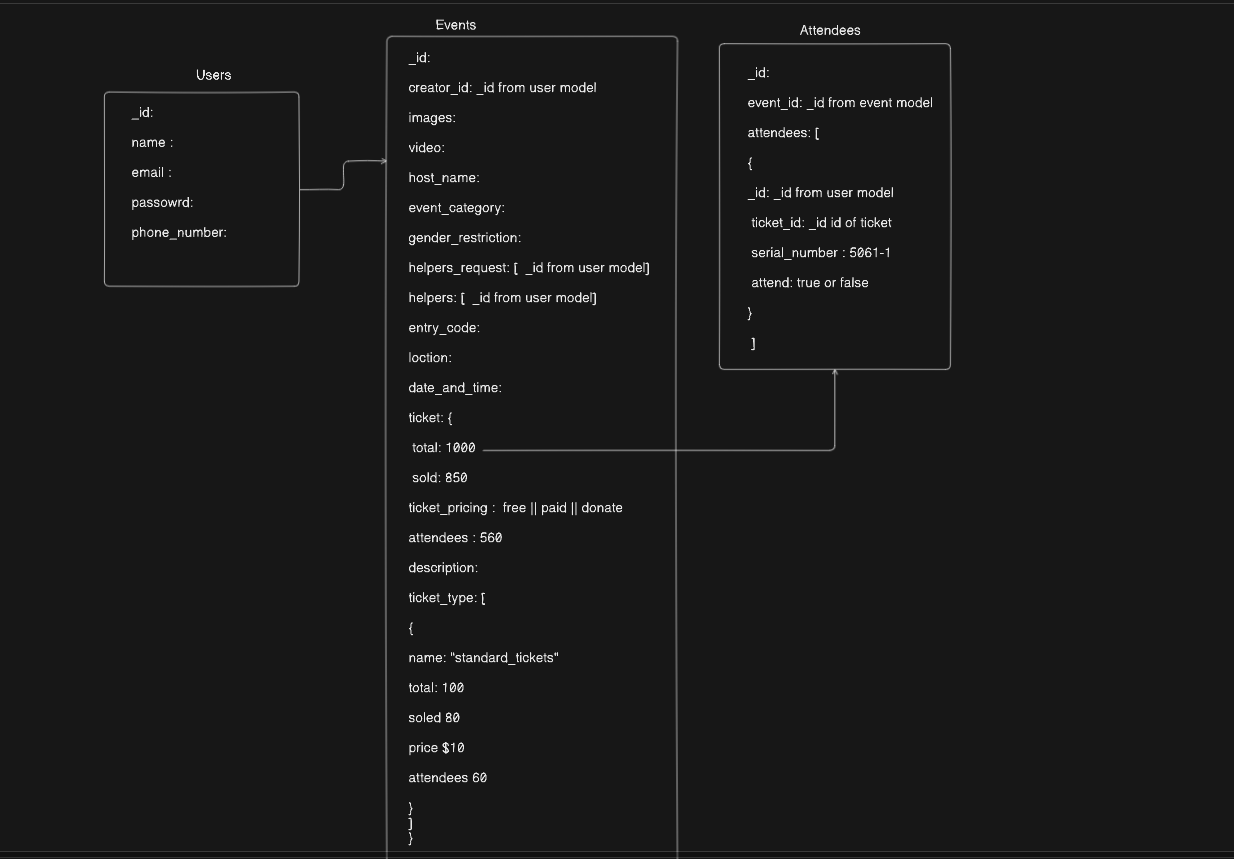 Users
_id:
name :
email :
passowrd:
phone_number:
Events
_id:
creator_id: _id from user model
images:
video:
host_name:
event_category:
gender_restriction:
helpers_request: [  _id from user model]
helpers: [  _id from user model]
entry_code:
loction:
date_and_time:
ticket: {
total: 1000
sold: 850
ticket_pricing :  free || paid || donate
attendees : 560
description:
ticket_type: [
{
name: "standard_tickets"
total: 100
soled 80
price $10
attendees 60
}
]
}
Attendees
_id:
event_id: _id from event model
attendees: [
{
_id: _id from user model
ticket_id: _id id of ticket
serial_number : 5061-1
attend: true or false
}
]